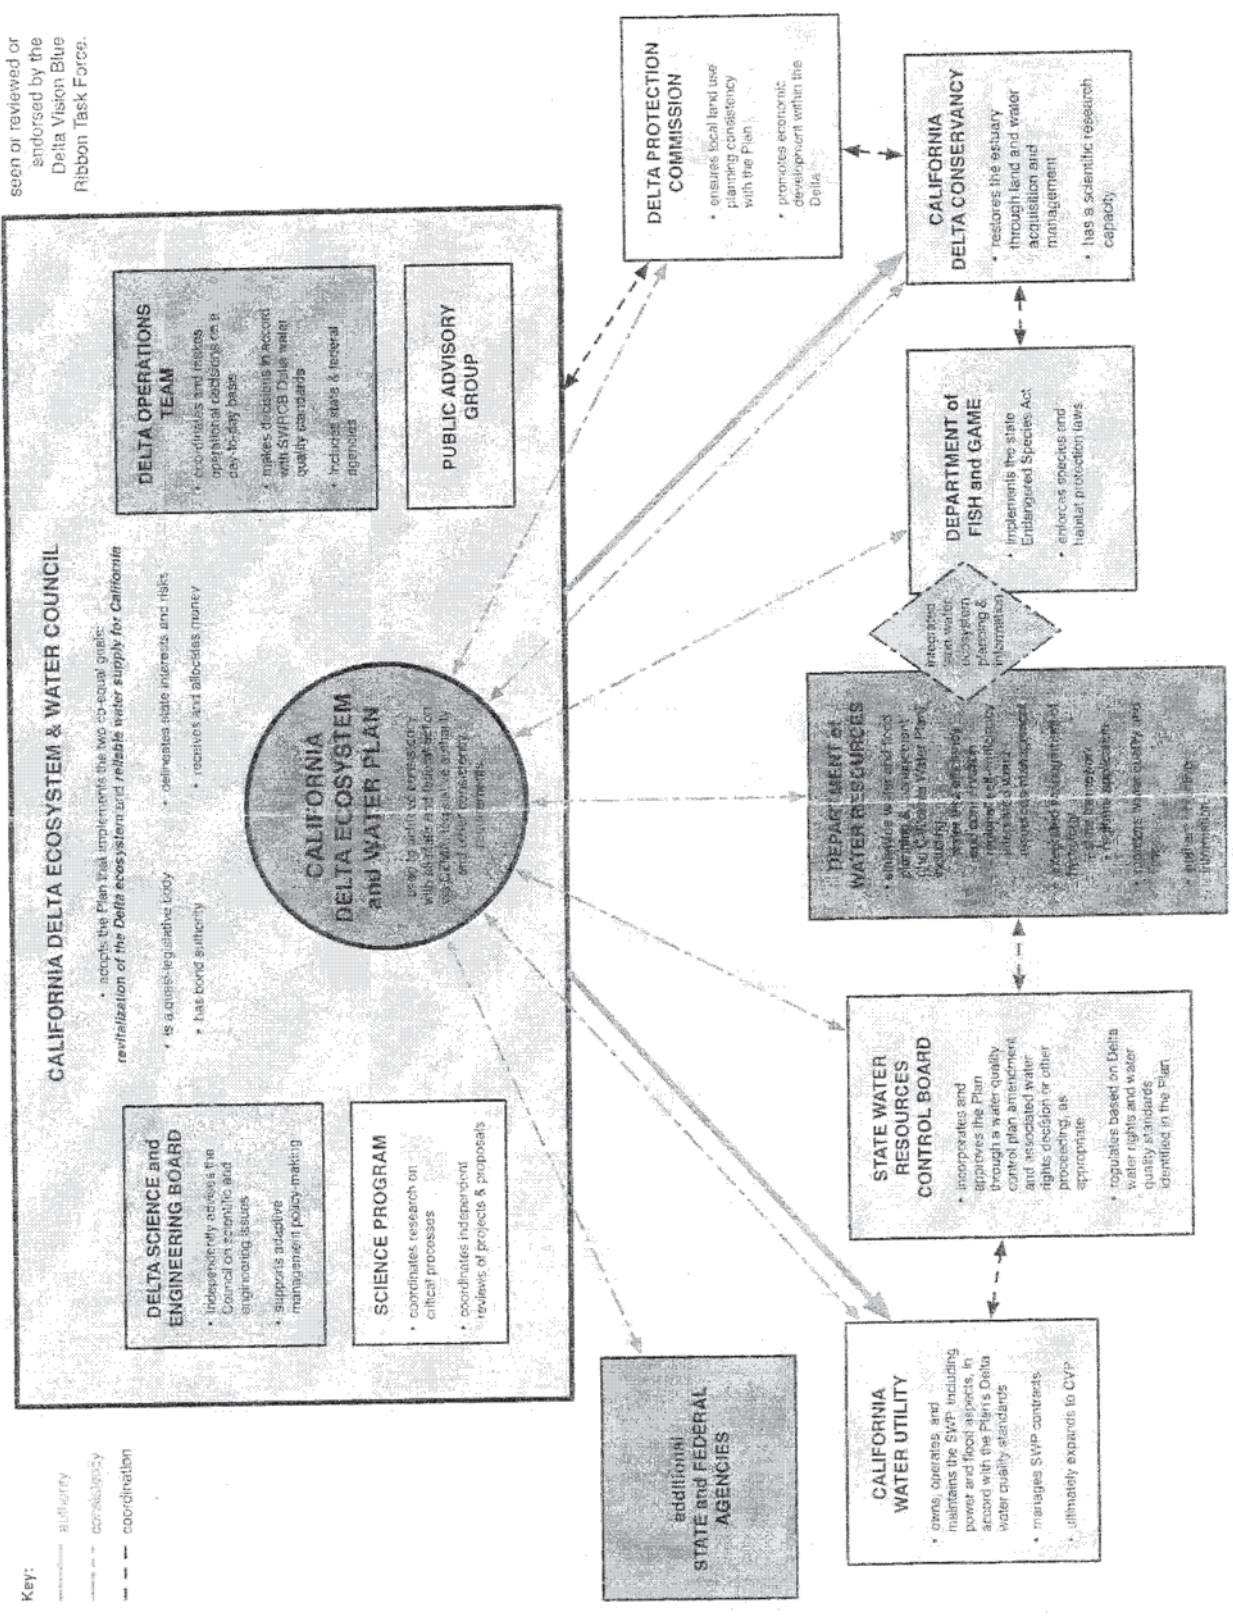 seen or reviewed or
endorsed by the
Delta Vision Blue
Ribbon Task Force.
Key:
authority
consistency
coordination
CALIFORNIA DELTA ECOSYSTEM & WATER COUNCIL
• adopts the Plan that implements the two co-equal goals:
revitalization of the Delta ecosystem and reliable water supply for California
• is a quasi-legislative body
• delineates state interests and risks
• has bond authority
• receives and allocates money
DELTA SCIENCE and
ENGINEERING BOARD
• independently advises the
Council on scientific and
engineering issues
• supports adaptive
management policy-making
SCIENCE PROGRAM
• coordinates research on
critical processes
• coordinates independent
reviews of projects & proposals
CALIFORNIA
DELTA ECOSYSTEM
and WATER PLAN
requirements
DELTA OPERATIONS
TEAM
• coordinates and makes
operational decisions on a
day-to-day basis
• makes decisions in accord
with SWRCB Delta water
quality standards
• includes state & federal
agencies
PUBLIC ADVISORY
GROUP
additional
STATE and FEDERAL
AGENCIES
DELTA PROTECTION
COMMISSION
• ensures local land use
planning consistency
with the Plan
• promotes economic
development within the
Delta
CALIFORNIA
WATER UTILITY
• owns, operates, and
maintains the SWP including
power and flood aspects, in
accord with the Plan's Delta
water quality standards
• manages SWP contracts
• ultimately expands to CVP
STATE WATER
RESOURCES
CONTROL BOARD
• incorporates and
approves the Plan
through a water quality
control plan amendment
and associated water
rights decision or other
proceeding, as
appropriate
• regulates based on Delta
water rights and water
quality standards
identified in the Plan
DEPARTMENT of
WATER RESOURCES
integrated
ecosystem
planning &
information
DEPARTMENT of
FISH and GAME
• implements the state
Endangered Species Act
• enforces species and
habitat protection laws
CALIFORNIA
DELTA CONSERVANCY
• restores the estuary
through land and water
acquisition and
management
• has a scientific research
capacity